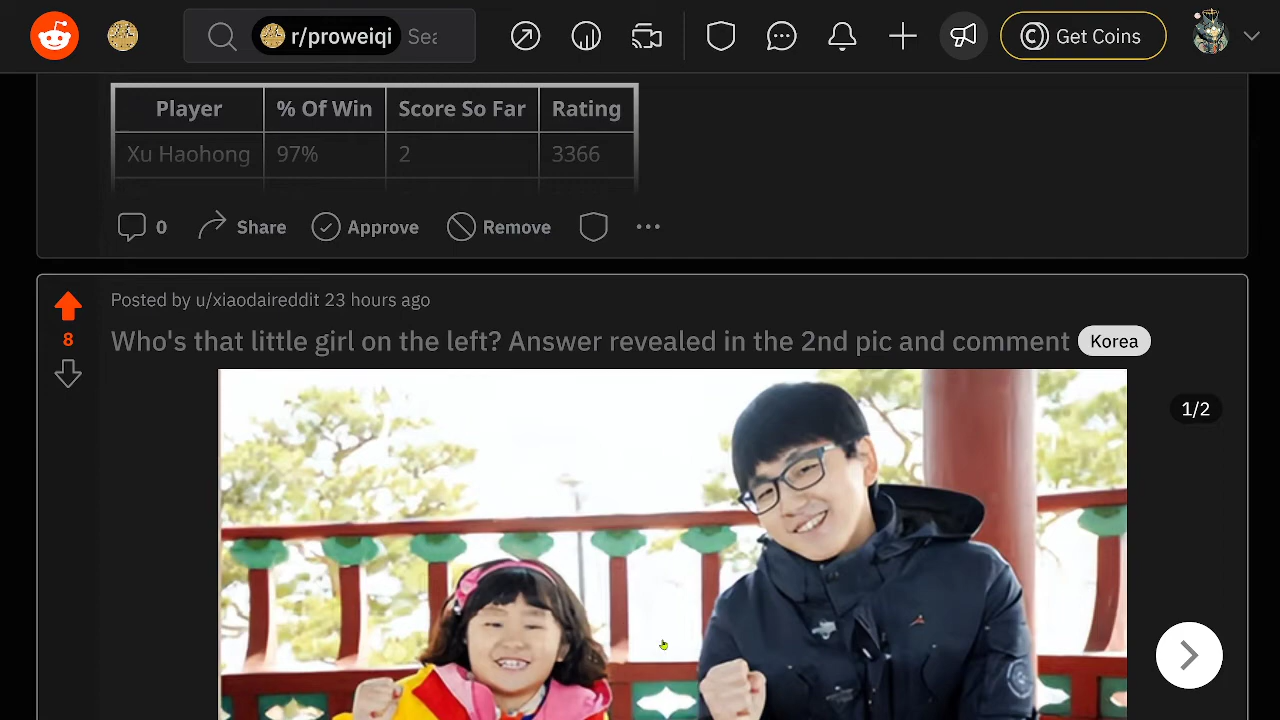 r/proweiqi Sea
Get Coins
Player % Of Win Score So Far Rating
Xu Haohong 97% 2 3366
0 Share Approve Remove
Posted by u/xiaodaireddit 23 hours ago
8
Who's that little girl on the left? Answer revealed in the 2nd pic and comment Korea
1/2